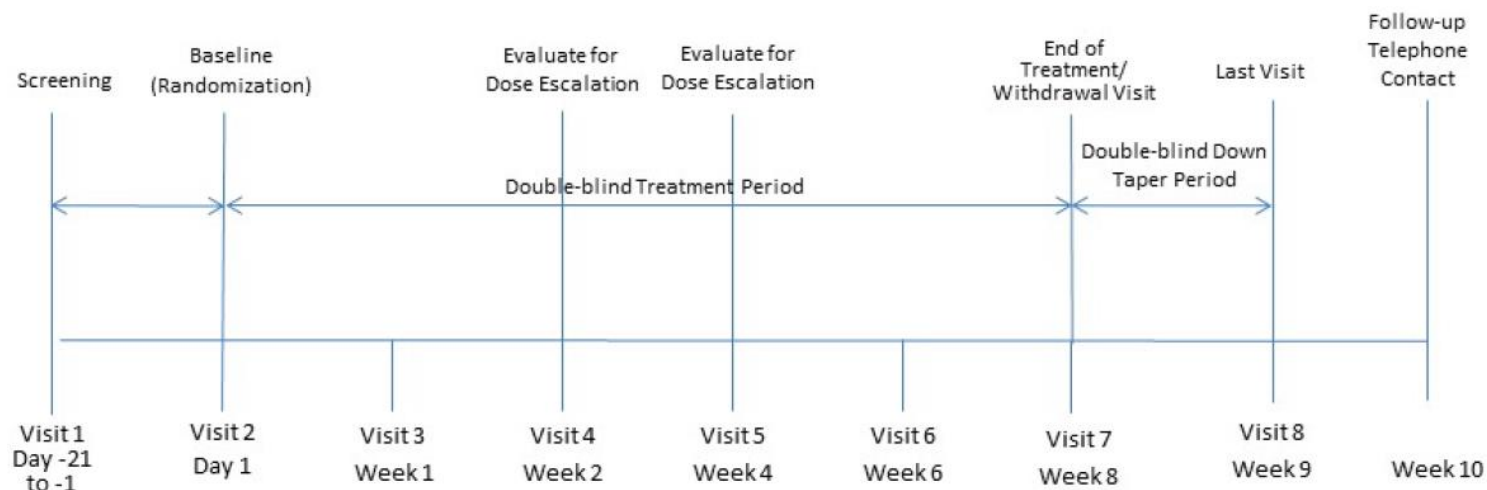 Screening
Baseline
(Randomization)
Evaluate for
Dose Escalation
Evaluate for
Dose Escalation
End of
Treatment/
Withdrawal Visit
Last Visit
Follow-up
Telephone
Contact
Double-blind Treatment Period
Double-blind Down
Taper Period
Visit 1
Day -21
to -1
Visit 2
Day 1
Visit 3
Week 1
Visit 4
Week 2
Visit 5
Week 4
Visit 6
Week 6
Visit 7
Week 8
Visit 8
Week 9
Week 10